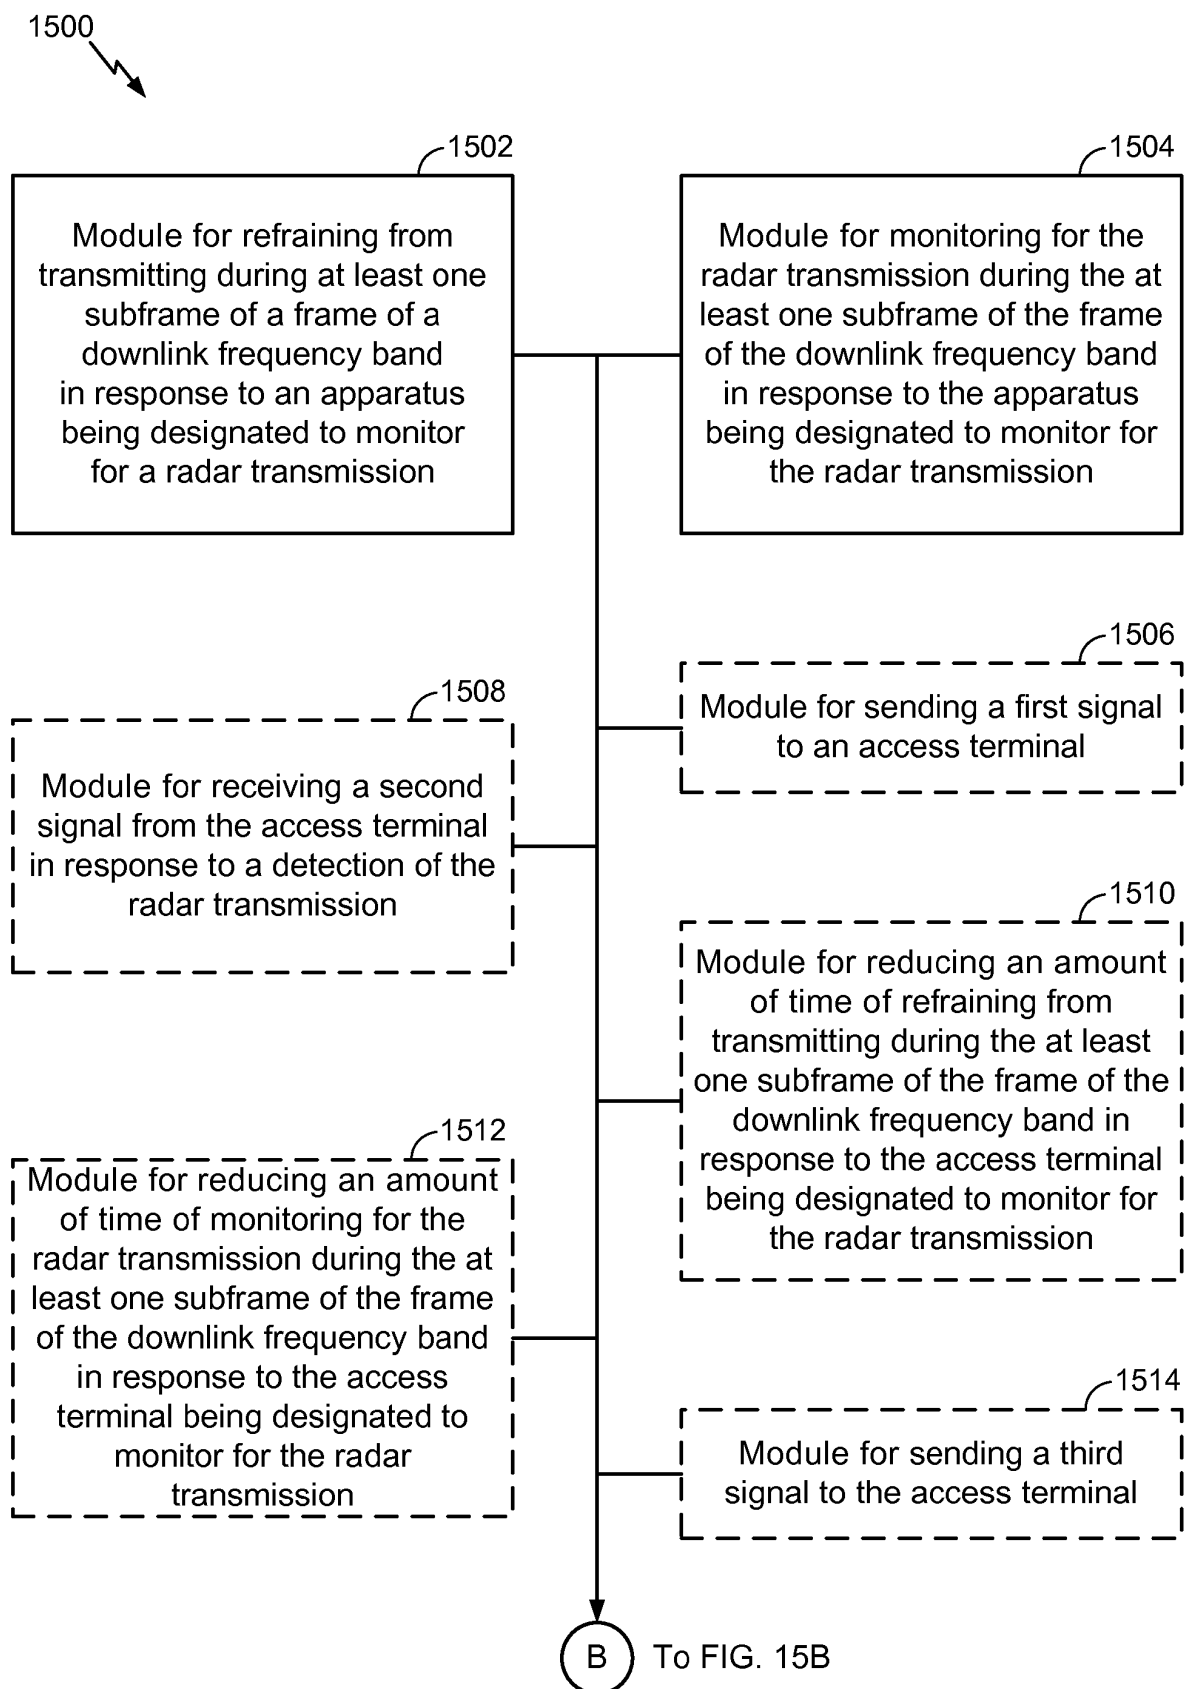 1500
1502
Module for refraining from
transmitting during at least one
subframe of a frame of a
downlink frequency band
in response to an apparatus
being designated to monitor
for a radar transmission
1504
Module for monitoring for the
radar transmission during the at
least one subframe of the frame
of the downlink frequency band
in response to the apparatus
being designated to monitor for
the radar transmission
1506
Module for sending a first signal
to an access terminal
1508
Module for receiving a second
signal from the access terminal
in response to a detection of the
radar transmission
1510
Module for reducing an amount
of time of refraining from
transmitting during the at least
one subframe of the frame of the
downlink frequency band in
response to the access terminal
being designated to monitor for
the radar transmission
1512
Module for reducing an amount
of time of monitoring for the
radar transmission during the at
least one subframe of the frame
of the downlink frequency band
in response to the access
terminal being designated to
monitor for the radar
transmission
1514
Module for sending a third
signal to the access terminal
B To FIG. 15B